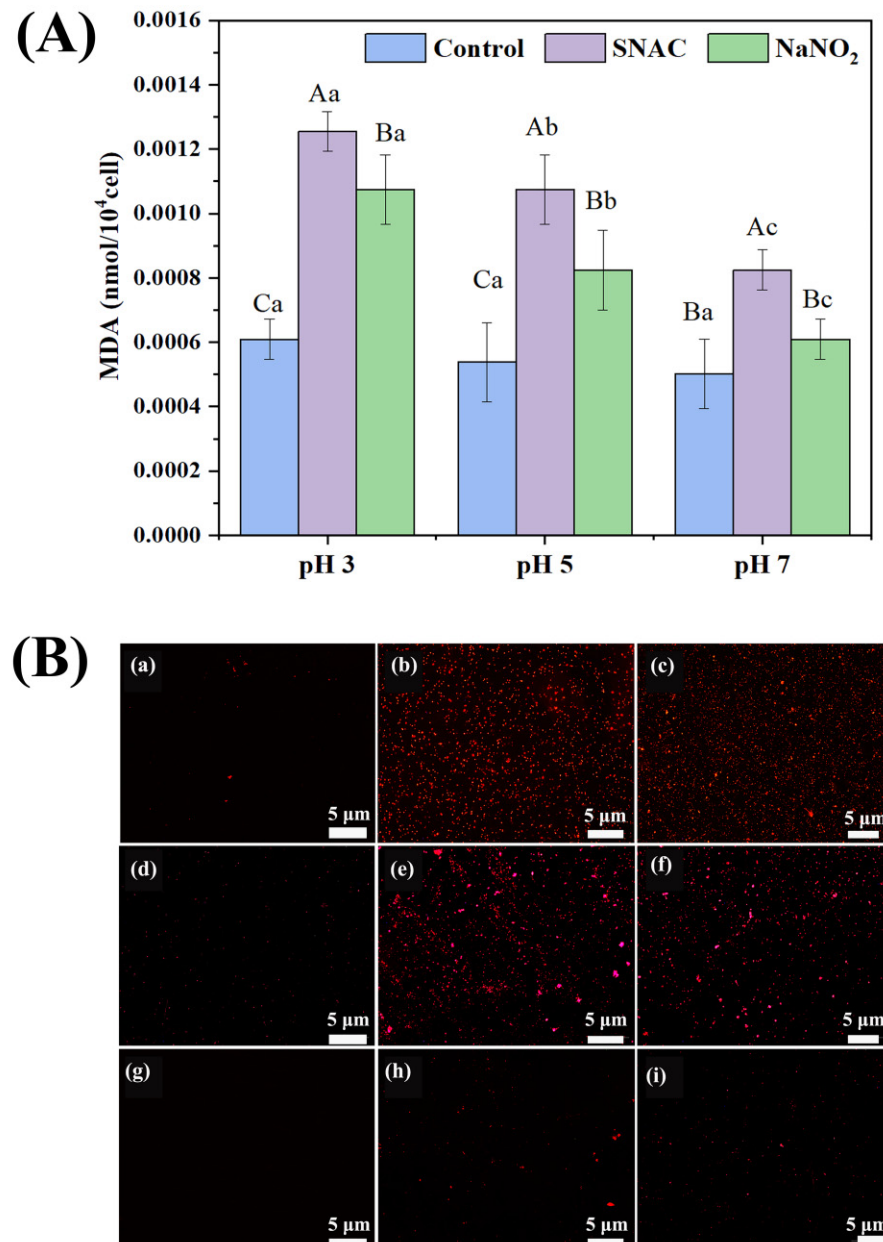 (A)
0.0016
0.0014
0.0012
0.0010
0.0008
0.0006
0.0004
0.0002
0.0000
MDA (nmol/10⁴cell)
Control SNAC NaNO₂
Aa
Ba
Ca
Ab
Bb
Ca
Ac
Ba
Bc
pH 3 pH 5 pH 7
(B)
(a) (b) (c)
5 μm 5 μm 5 μm
(d) (e) (f)
5 μm 5 μm 5 μm
(g) (h) (i)
5 μm 5 μm 5 μm